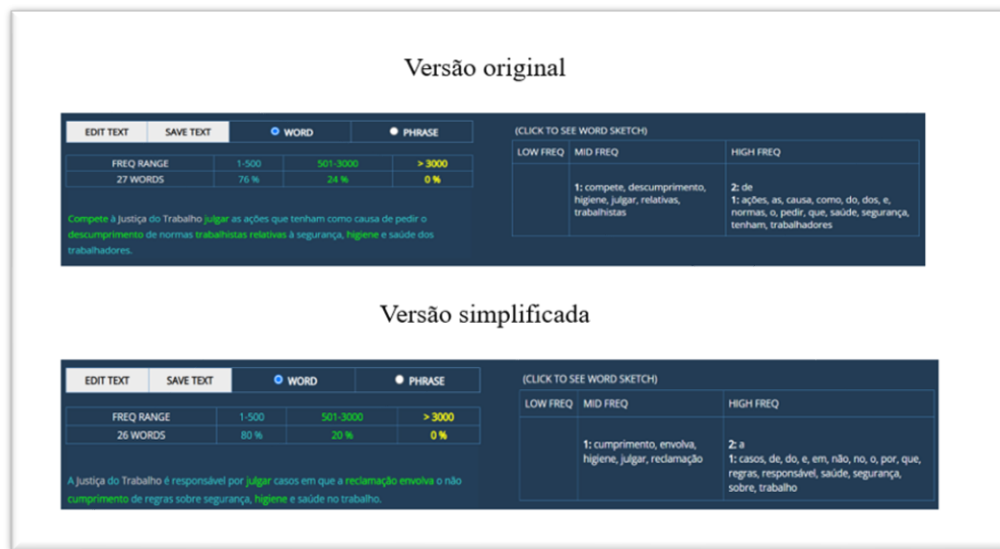 Versão original
EDIT TEXT SAVE TEXT WORD PHRASE
FREQ RANGE 1-500 501-3000 > 3000
27 WORDS 76 % 24 % 0 %
Compete à Justiça do Trabalho julgar as ações que tenham como causa de pedir o
descumprimento de normas trabalhistas relativas à segurança, higiene e saúde dos
trabalhadores.
(CLICK TO SEE WORD SKETCH)
LOW FREQ MID FREQ HIGH FREQ
1: compete, descumprimento,
higiene, julgar, relativas,
trabalhistas
2: de
1: ações, as, causa, como, do, dos, e,
normas, o, pedir, que, saúde, segurança,
tenham, trabalhadores
Versão simplificada
EDIT TEXT SAVE TEXT WORD PHRASE
FREQ RANGE 1-500 501-3000 > 3000
26 WORDS 80 % 20 % 0 %
A Justiça do Trabalho é responsável por julgar casos em que a reclamação envolva o não
cumprimento de regras sobre segurança, higiene e saúde no trabalho.
(CLICK TO SEE WORD SKETCH)
LOW FREQ MID FREQ HIGH FREQ
1: cumprimento, envolva,
higiene, julgar, reclamação
2: a
1: casos, de, do, e, em, não, no, o, por, que,
regras, responsável, saúde, segurança,
sobre, trabalho